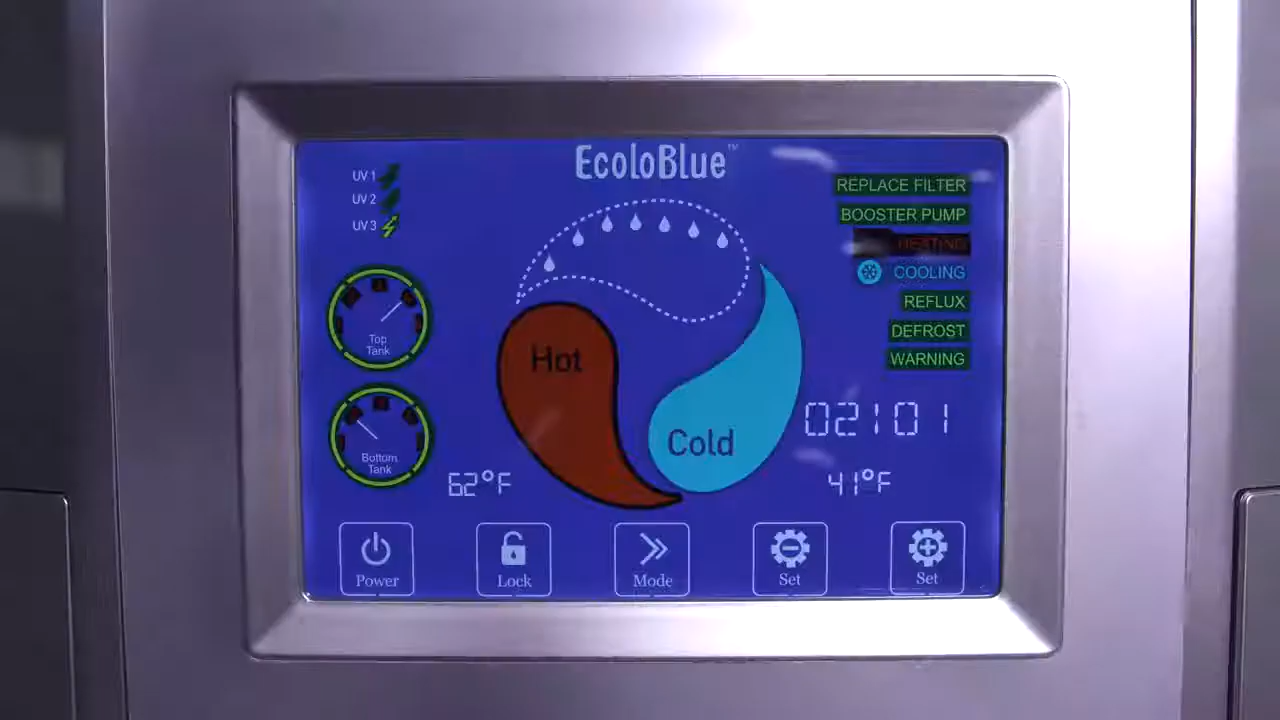 EcoloBlue™
UV 1
UV 2
UV 3
REPLACE FILTER
BOOSTER PUMP
HEATING
COOLING
REFLUX
DEFROST
WARNING
Top
Tank
Hot
Cold
02:01
Bottom
Tank
62°F
41°F
Power
Lock
Mode
Set
Set